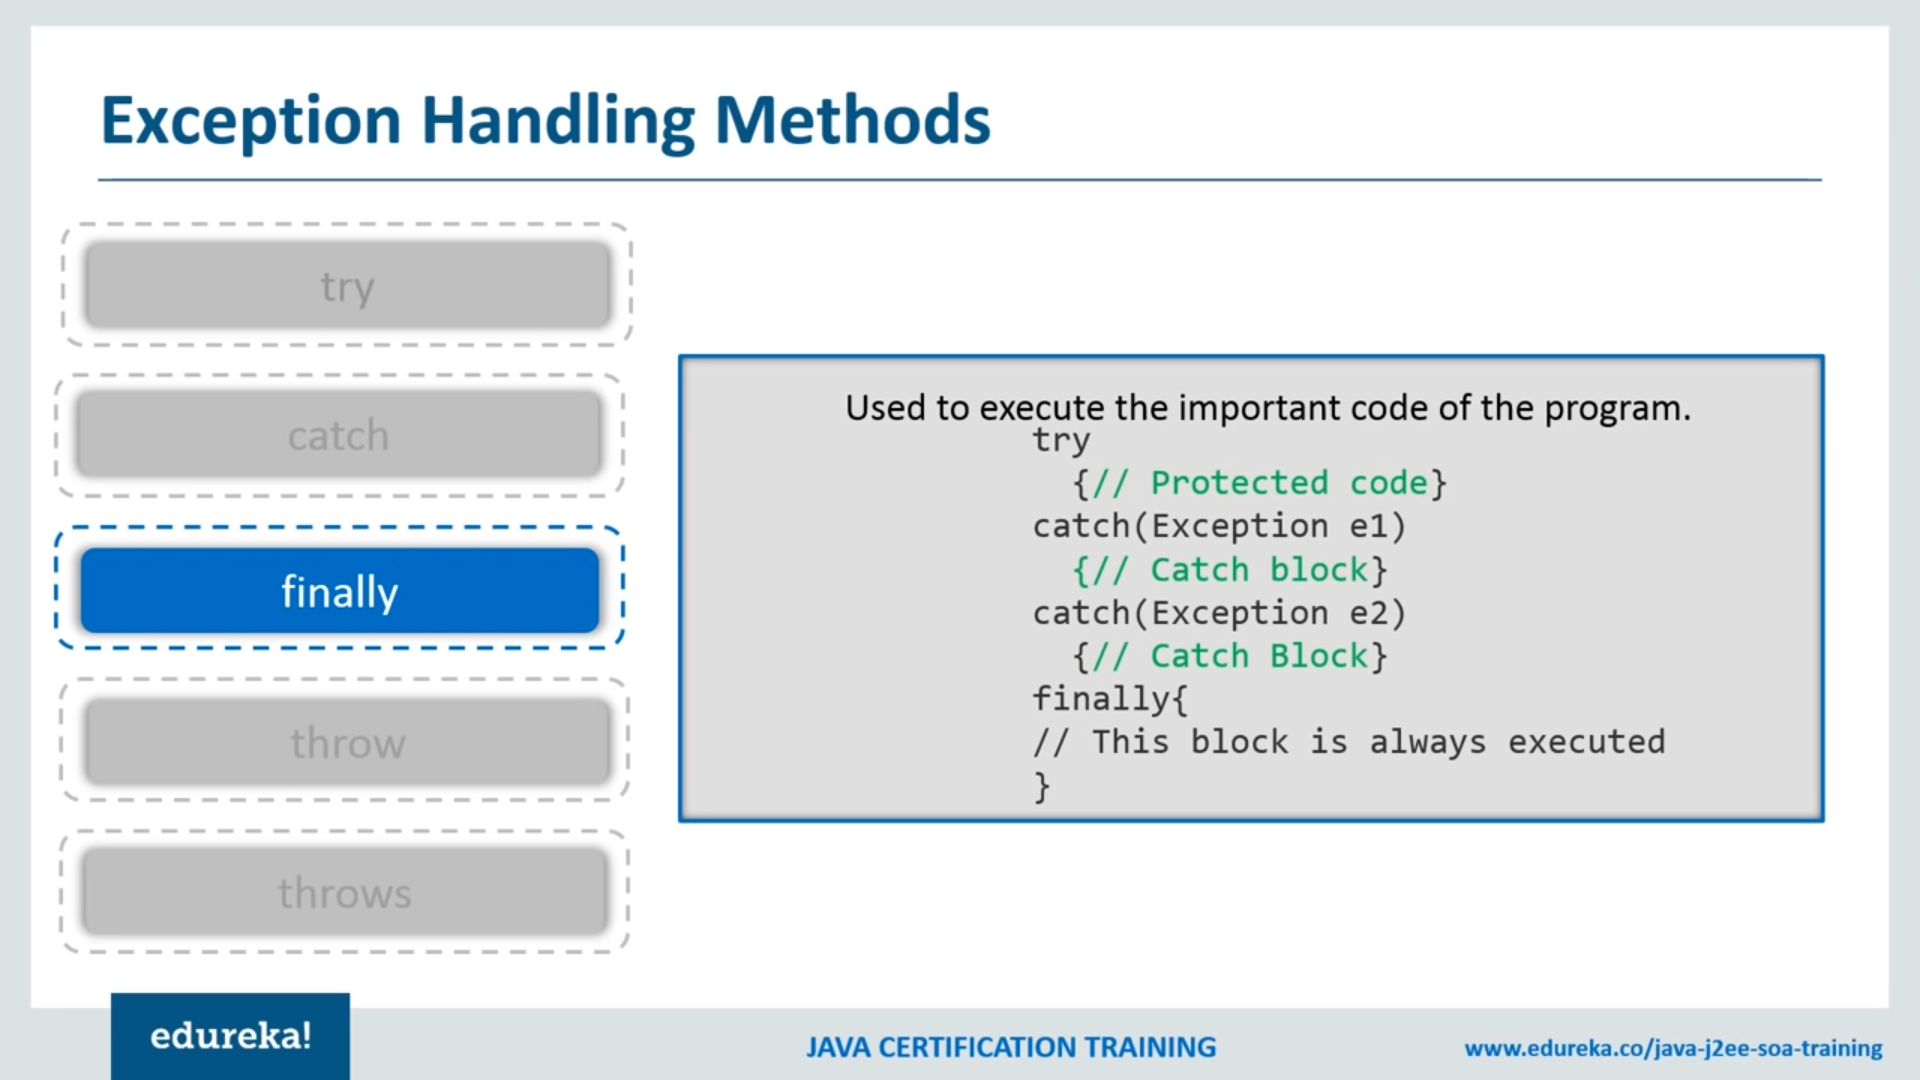 Exception Handling Methods
try
catch
finally
throw
throws
Used to execute the important code of the program.
try
{// Protected code}
catch(Exception e1)
{// Catch block}
catch(Exception e2)
{// Catch Block}
finally{
// This block is always executed
}
edureka!
JAVA CERTIFICATION TRAINING
www.edureka.co/java-j2ee-soa-training